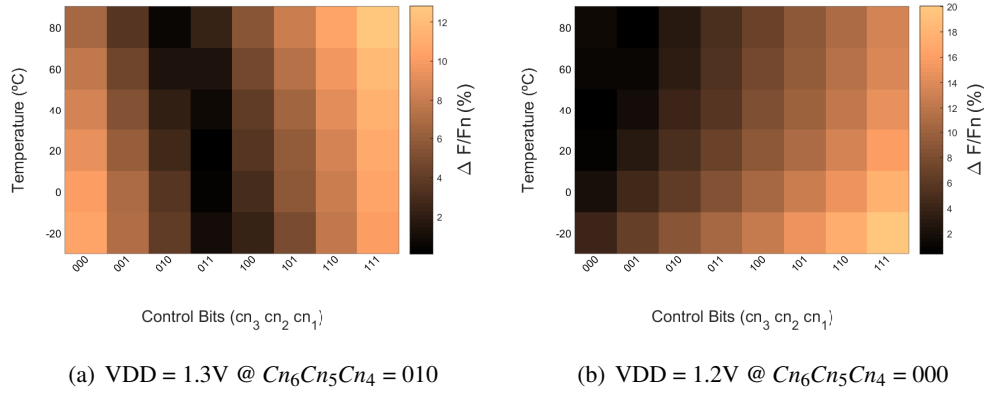 80
60
40
20
0
-20
Temperature (ºC)
000 001 010 011 100 101 110 111
Control Bits (cn3 cn2 cn1)
12
10
8
6
4
2
Δ F/Fn (%)
(a) VDD = 1.3V @ Cn6Cn5Cn4 = 010
80
60
40
20
0
-20
Temperature (ºC)
000 001 010 011 100 101 110 111
Control Bits (cn3 cn2 cn1)
20
18
16
14
12
10
8
6
4
2
Δ F/Fn (%)
(b) VDD = 1.2V @ Cn6Cn5Cn4 = 000